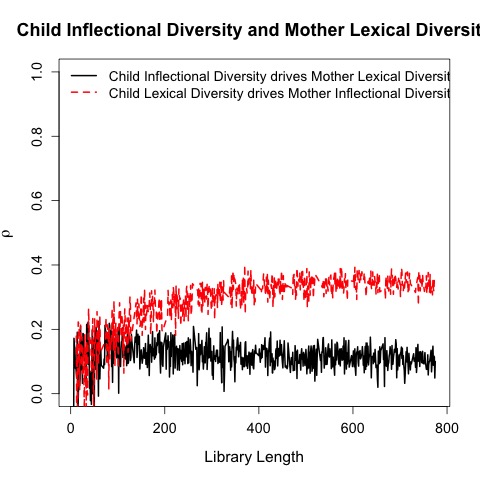 Child Inflectional Diversity and Mother Lexical Diversit
Child Inflectional Diversity drives Mother Lexical Diversit
Child Lexical Diversity drives Mother Inflectional Diversit
1.0
0.8
0.6
0.4
0.2
0.0
ρ
0 200 400 600 800
Library Length